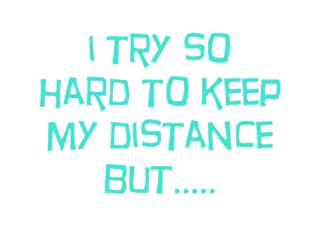 I TRY SO
HARD TO KEEP
MY DISTANCE
BUT.....